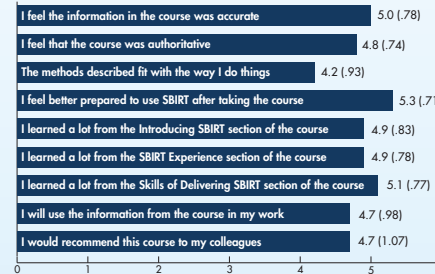 I feel the information in the course was accurate 5.0 (.78)
I feel that the course was authoritative 4.8 (.74)
The methods described fit with the way I do things 4.2 (.93)
I feel better prepared to use SBIRT after taking the course 5.3 (.71
I learned a lot from the Introducing SBIRT section of the course 4.9 (.83)
I learned a lot from the SBIRT Experience section of the course 4.9 (.78)
I learned a lot from the Skills of Delivering SBIRT section of the course 5.1 (.77)
I will use the information from the course in my work 4.7 (.98)
I would recommend this course to my colleagues 4.7 (1.07)
0 1 2 3 4 5